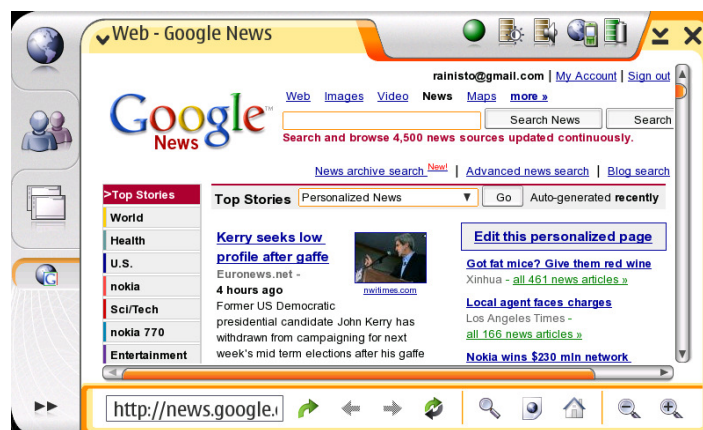 Web - Google News
rainisto@gmail.com | My Account | Sign out
Google™
News
Web Images Video News Maps more »
Search News Search
Search and browse 4,500 news sources updated continuously.
News archive search New! | Advanced news search | Blog search
>Top Stories
World
Health
U.S.
nokia
Sci/Tech
nokia 770
Entertainment
Top Stories Personalized News Go Auto-generated recently
Kerry seeks low
profile after gaffe
Euronews.net -
4 hours ago
nwitimes.com
Former US Democratic
presidential candidate John Kerry has
withdrawn from campaigning for next
week's mid term elections after his gaffe
Edit this personalized page
Got fat mice? Give them red wine
Xinhua - all 461 news articles »
Local agent faces charges
Los Angeles Times -
all 166 news articles »
Nokia wins $230 mln network
http://news.google.